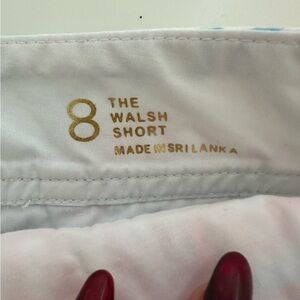 8
THE
WALSH
SHORT
MADE IN SRI LANKA